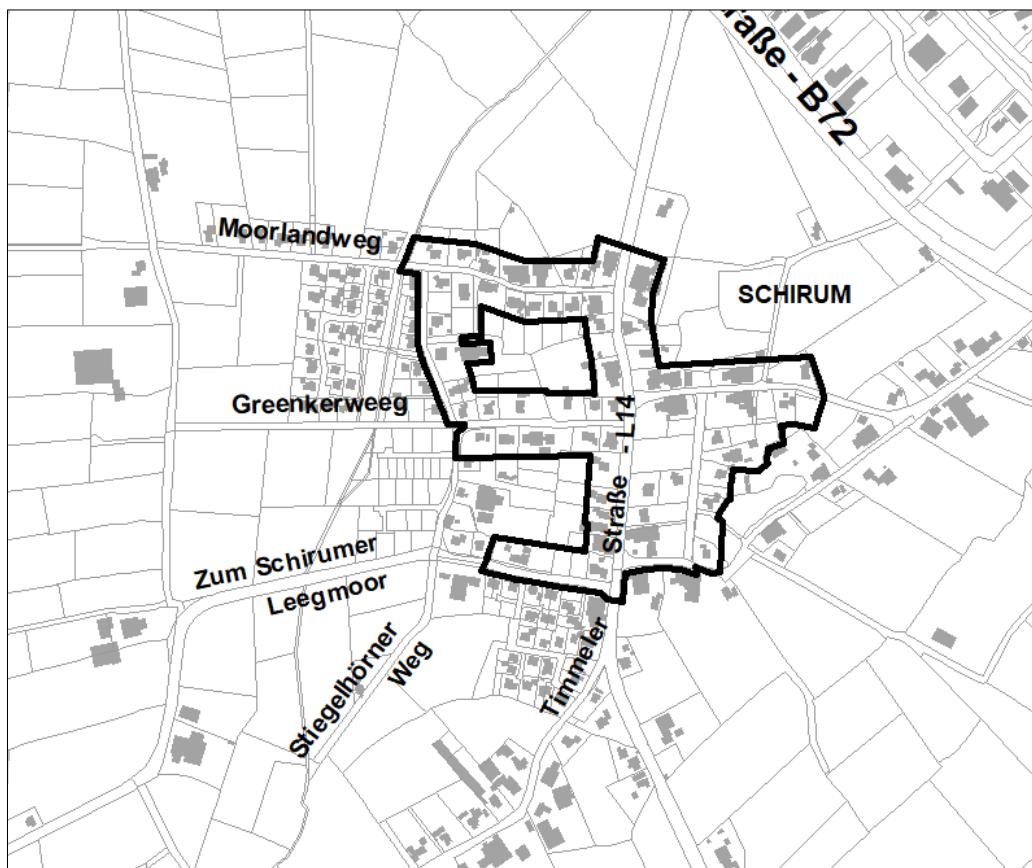 raße - B72
Moorlandweg
SCHIRUM
Greenkerweeg
Straße - L14
Zum Schirumer
Leegmoor
Stiegelhörner
Weg
Timmeler